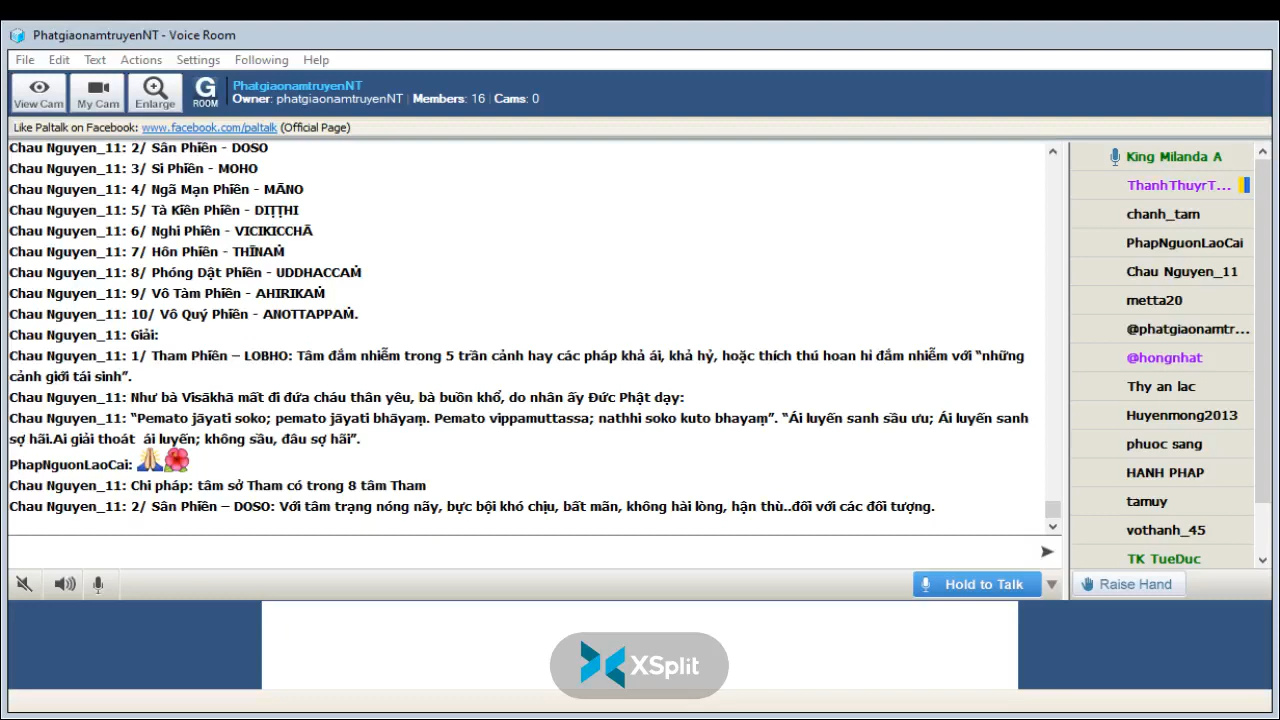 PhatgiaonamtruyenNT - Voice Room
File Edit Text Actions Settings Following Help
View Cam My Cam Enlarge G ROOM
PhatgiaonamtruyenNT
Owner: phatgiaonamtruyenNT Members: 16 Cams: 0
Like Paltalk on Facebook: www.facebook.com/paltalk (Official Page)
Chau Nguyen_11: 2/ Sân Phiền - DOSO
Chau Nguyen_11: 3/ Si Phiền - MOHO
Chau Nguyen_11: 4/ Ngã Mạn Phiền - MĀNO
Chau Nguyen_11: 5/ Tà Kiến Phiền - DIṬṬHI
Chau Nguyen_11: 6/ Nghi Phiền - VICIKICCHĀ
Chau Nguyen_11: 7/ Hôn Phiền - THĪNAṀ
Chau Nguyen_11: 8/ Phóng Dật Phiền - UDDHACCAṀ
Chau Nguyen_11: 9/ Vô Tàm Phiền - AHIRIKAṀ
Chau Nguyen_11: 10/ Vô Quý Phiền - ANOTTAPPAṀ.
Chau Nguyen_11: Giải:
Chau Nguyen_11: 1/ Tham Phiền – LOBHO: Tâm đắm nhiễm trong 5 trần cảnh hay các pháp khả ái, khả hỷ, hoặc thích thú hoan hỉ đắm nhiễm với “những
cảnh giới tái sinh”.
Chau Nguyen_11: Như bà Visākhā mất đi đứa cháu thân yêu, bà buồn khổ, do nhân ấy Đức Phật dạy:
Chau Nguyen_11: “Pemato jāyati soko; pemato jāyati bhāyaṃ. Pemato vippamuttassa; nathhi soko kuto bhayaṃ”. “Ái luyến sanh sầu ưu; Ái luyến sanh
sợ hãi.Ai giải thoát ái luyến; không sầu, đâu sợ hãi”.
PhapNguonLaoCai:
Chau Nguyen_11: Chi pháp: tâm sở Tham có trong 8 tâm Tham
Chau Nguyen_11: 2/ Sân Phiền – DOSO: Với tâm trạng nóng nãy, bực bội khó chịu, bất mãn, không hài lòng, hận thù..đối với các đối tượng.
King Milanda A
ThanhThuyrT...
chanh_tam
PhapNguonLaoCai
Chau Nguyen_11
metta20
@phatgiaonamtr...
@hongnhat
Thy an lac
Huyenmong2013
phuoc sang
HANH PHAP
tamuy
vothanh_45
TK TueDuc
Hold to Talk
Raise Hand
XSplit